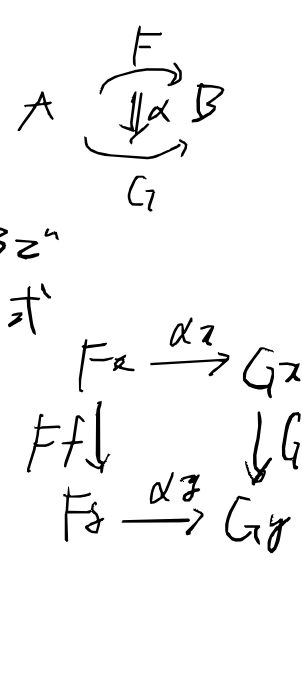 F
A ⇓α B
G
αx
Fx → Gx
Ff ↓ ↓ G
αy
Fy → Gy